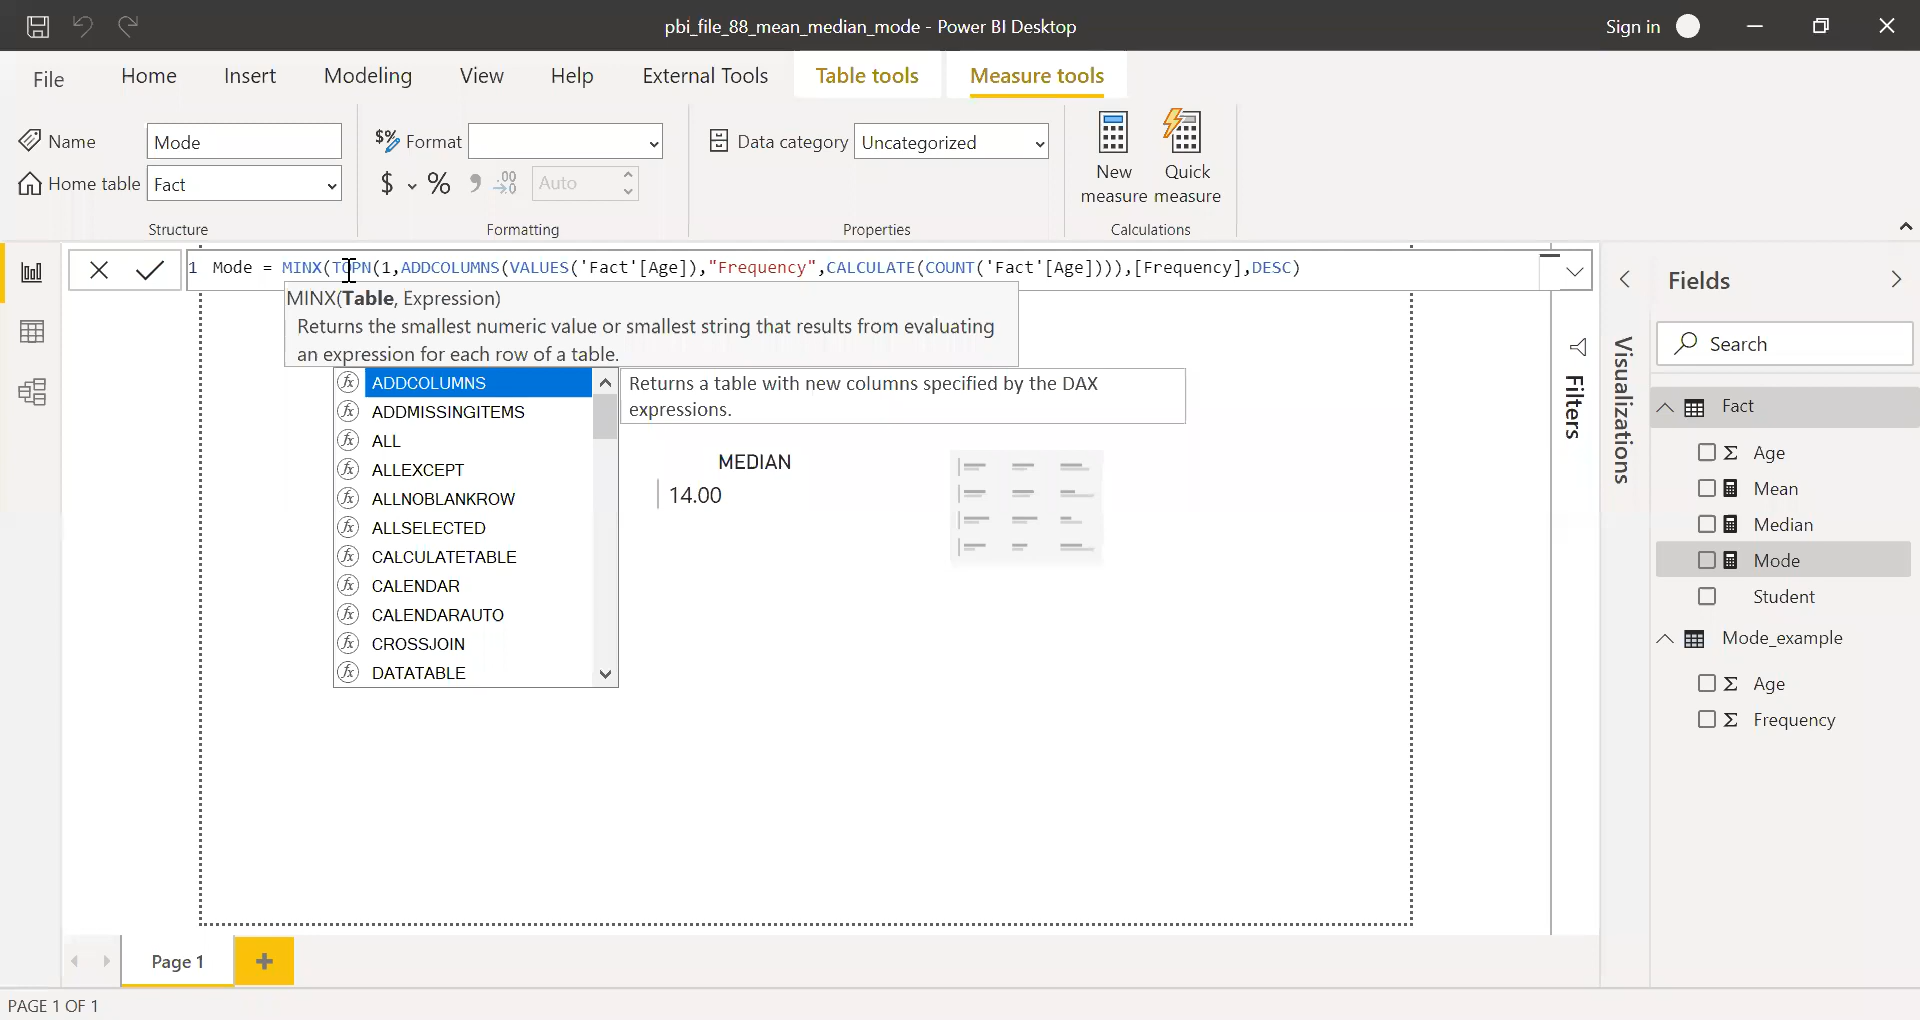 pbi_file_88_mean_median_mode - Power BI Desktop
Sign in
File
Home
Insert
Modeling
View
Help
External Tools
Table tools
Measure tools
Name
Mode
Home table
Fact
Structure
Format
$ % 9 .00
Auto
Formatting
Data category
Uncategorized
Properties
New
measure
Quick
measure
Calculations
1 Mode = MINX(TOPN(1,ADDCOLUMNS(VALUES('Fact'[Age]),"Frequency",CALCULATE(COUNT('Fact'[Age]))),[Frequency],DESC)
MINX(Table, Expression)
Returns the smallest numeric value or smallest string that results from evaluating
an expression for each row of a table.
ADDCOLUMNS
ADDMISSINGITEMS
ALL
ALLEXCEPT
ALLNOBLANKROW
ALLSELECTED
CALCULATETABLE
CALENDAR
CALENDARAUTO
CROSSJOIN
DATATABLE
Returns a table with new columns specified by the DAX
expressions.
MEDIAN
14.00
Filters
Visualizations
Fields
Search
Fact
Age
Mean
Median
Mode
Student
Mode_example
Age
Frequency
Page 1
PAGE 1 OF 1